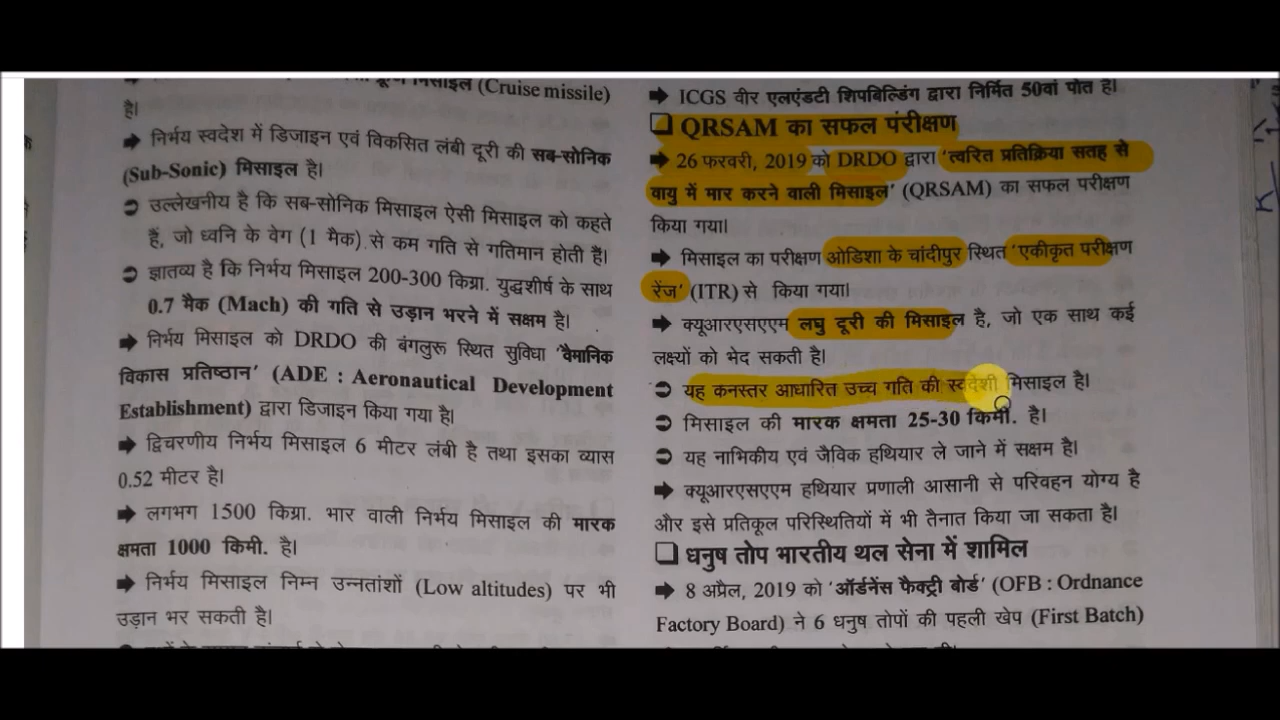 मिसाइल (Cruise missile)
है।
➡ निर्भय स्वदेश में डिजाइन एवं विकसित लंबी दूरी की सब-सोनिक
(Sub-Sonic) मिसाइल है।
➲ उल्लेखनीय है कि सब-सोनिक मिसाइल ऐसी मिसाइल को कहते
हैं, जो ध्वनि के वेग (1 मैक) से कम गति से गतिमान होती हैं।
➲ ज्ञातव्य है कि निर्भय मिसाइल 200-300 किग्रा. युद्धशीर्ष के साथ
0.7 मैक (Mach) की गति से उड़ान भरने में सक्षम है।
➡ निर्भय मिसाइल को DRDO की बंगलुरू स्थित सुविधा 'वैमानिक
विकास प्रतिष्ठान' (ADE : Aeronautical Development
Establishment) द्वारा डिजाइन किया गया है।
➡ द्विचरणीय निर्भय मिसाइल 6 मीटर लंबी है तथा इसका व्यास
0.52 मीटर है।
➡ लगभग 1500 किग्रा. भार वाली निर्भय मिसाइल की मारक
क्षमता 1000 किमी. है।
➡ निर्भय मिसाइल निम्न उन्नतांशों (Low altitudes) पर भी
उड़ान भर सकती है।
➡ ICGS वीर एलएंडटी शिपबिल्डिंग द्वारा निर्मित 50वां पोत है।
❑ QRSAM का सफल परीक्षण
➡ 26 फरवरी, 2019 को DRDO द्वारा 'त्वरित प्रतिक्रिया सतह से
वायु में मार करने वाली मिसाइल' (QRSAM) का सफल परीक्षण
किया गया।
➡ मिसाइल का परीक्षण ओडिशा के चांदीपुर स्थित 'एकीकृत परीक्षण
रेंज' (ITR) से किया गया।
➡ क्यूआरएसएएम लघु दूरी की मिसाइल है, जो एक साथ कई
लक्ष्यों को भेद सकती है।
➲ यह कनस्तर आधारित उच्च गति की स्वदेशी मिसाइल है।
➲ मिसाइल की मारक क्षमता 25-30 किमी. है।
➲ यह नाभिकीय एवं जैविक हथियार ले जाने में सक्षम है।
➡ क्यूआरएसएएम हथियार प्रणाली आसानी से परिवहन योग्य है
और इसे प्रतिकूल परिस्थितियों में भी तैनात किया जा सकता है।
❑ धनुष तोप भारतीय थल सेना में शामिल
➡ 8 अप्रैल, 2019 को 'ऑर्डनेंस फैक्ट्री बोर्ड' (OFB : Ordnance
Factory Board) ने 6 धनुष तोपों की पहली खेप (First Batch)